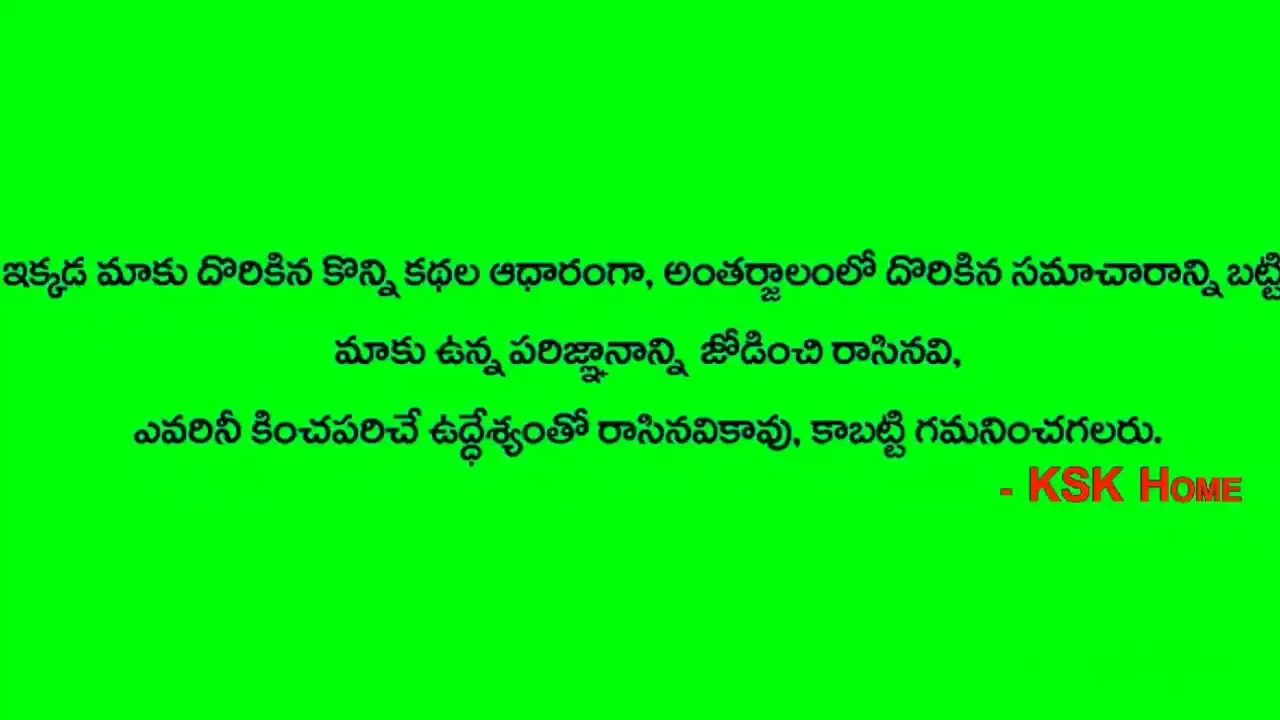 ఇక్కడ మాకు దొరికిన కొన్ని కథల ఆధారంగా, అంతర్జాలంలో దొరికిన సమాచారాన్ని బట్టి
మాకు ఉన్న పరిజ్ఞానాన్ని జోడించి రాసినవి,
ఎవరినీ కించపరిచే ఉద్ధేశ్యంతో రాసినవికావు, కాబట్టి గమనించగలరు.
- KSK HOME